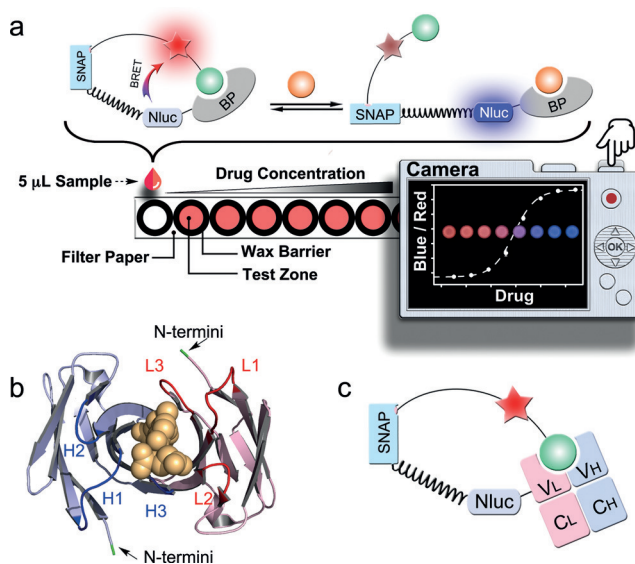 a
SNAP
BRET
Nluc
BP
SNAP
Nluc
BP
5 μL Sample
Drug Concentration
Filter Paper
Wax Barrier
Test Zone
Camera
Blue / Red
Drug
OK
b
N-termini
L3
L1
H2
H1
H3
L2
N-termini
c
SNAP
Nluc
VL
VH
CL
CH